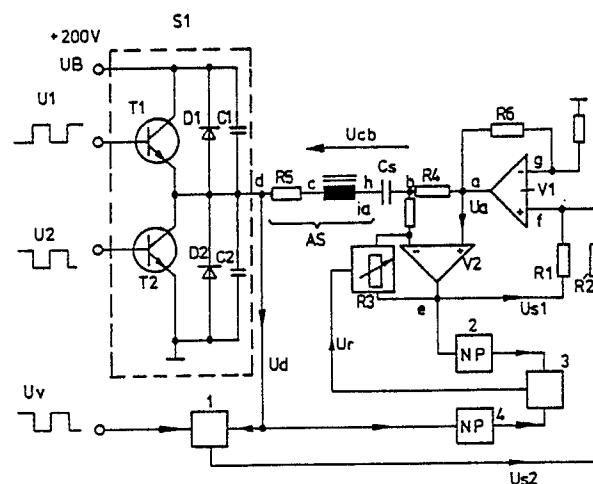 S1
+200V
UB
U1
T1
D1
C1
Ucb
R6
g
V1
f
d
R5
c
h
Cs
b
R4
a
Ua
ia
AS
U2
T2
D2
C2
V2
R3
R1
R2
e
Us1
Ur
2
NP
3
Ud
Uv
1
NP
4
Us2